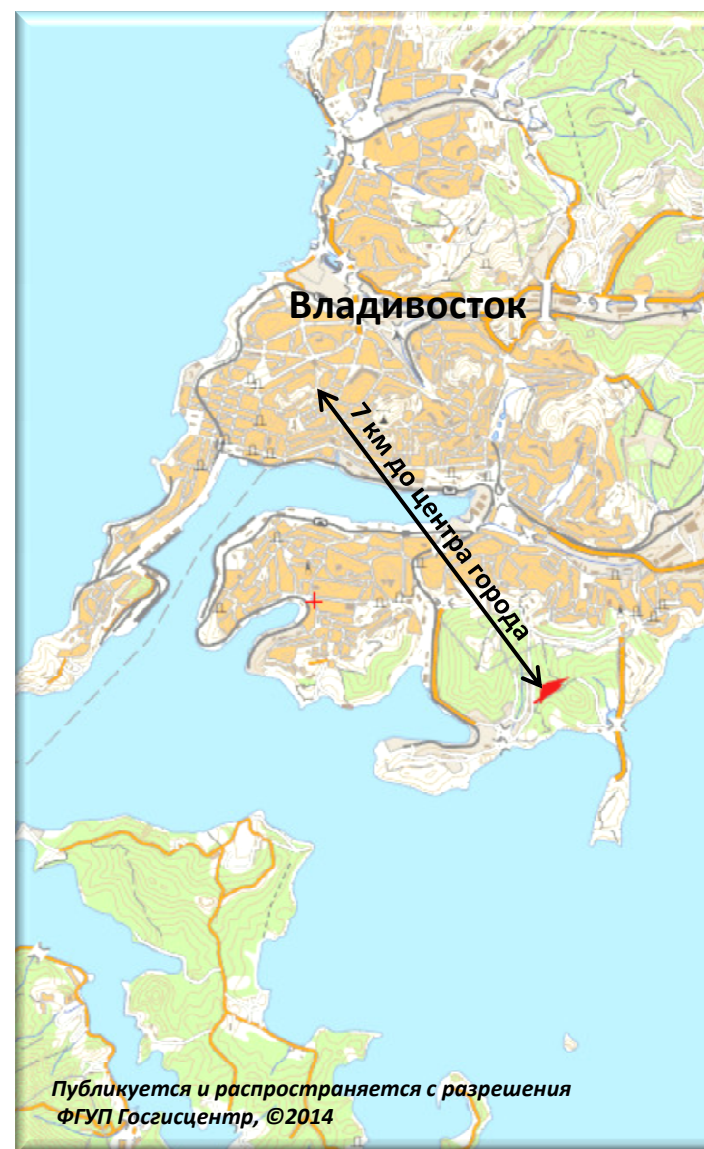 Владивосток
7 км до центра города
Публикуется и распространяется с разрешения
ФГУП Госгисцентр, ©2014